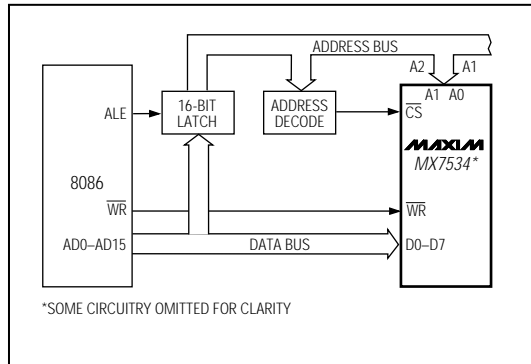 ADDRESS BUS
A2 A1
ALE
16-BIT
LATCH
ADDRESS
DECODE
A1 A0
CS
MAXIM
MX7534*
8086
WR
WR
AD0–AD15
DATA BUS
D0–D7
*SOME CIRCUITRY OMITTED FOR CLARITY